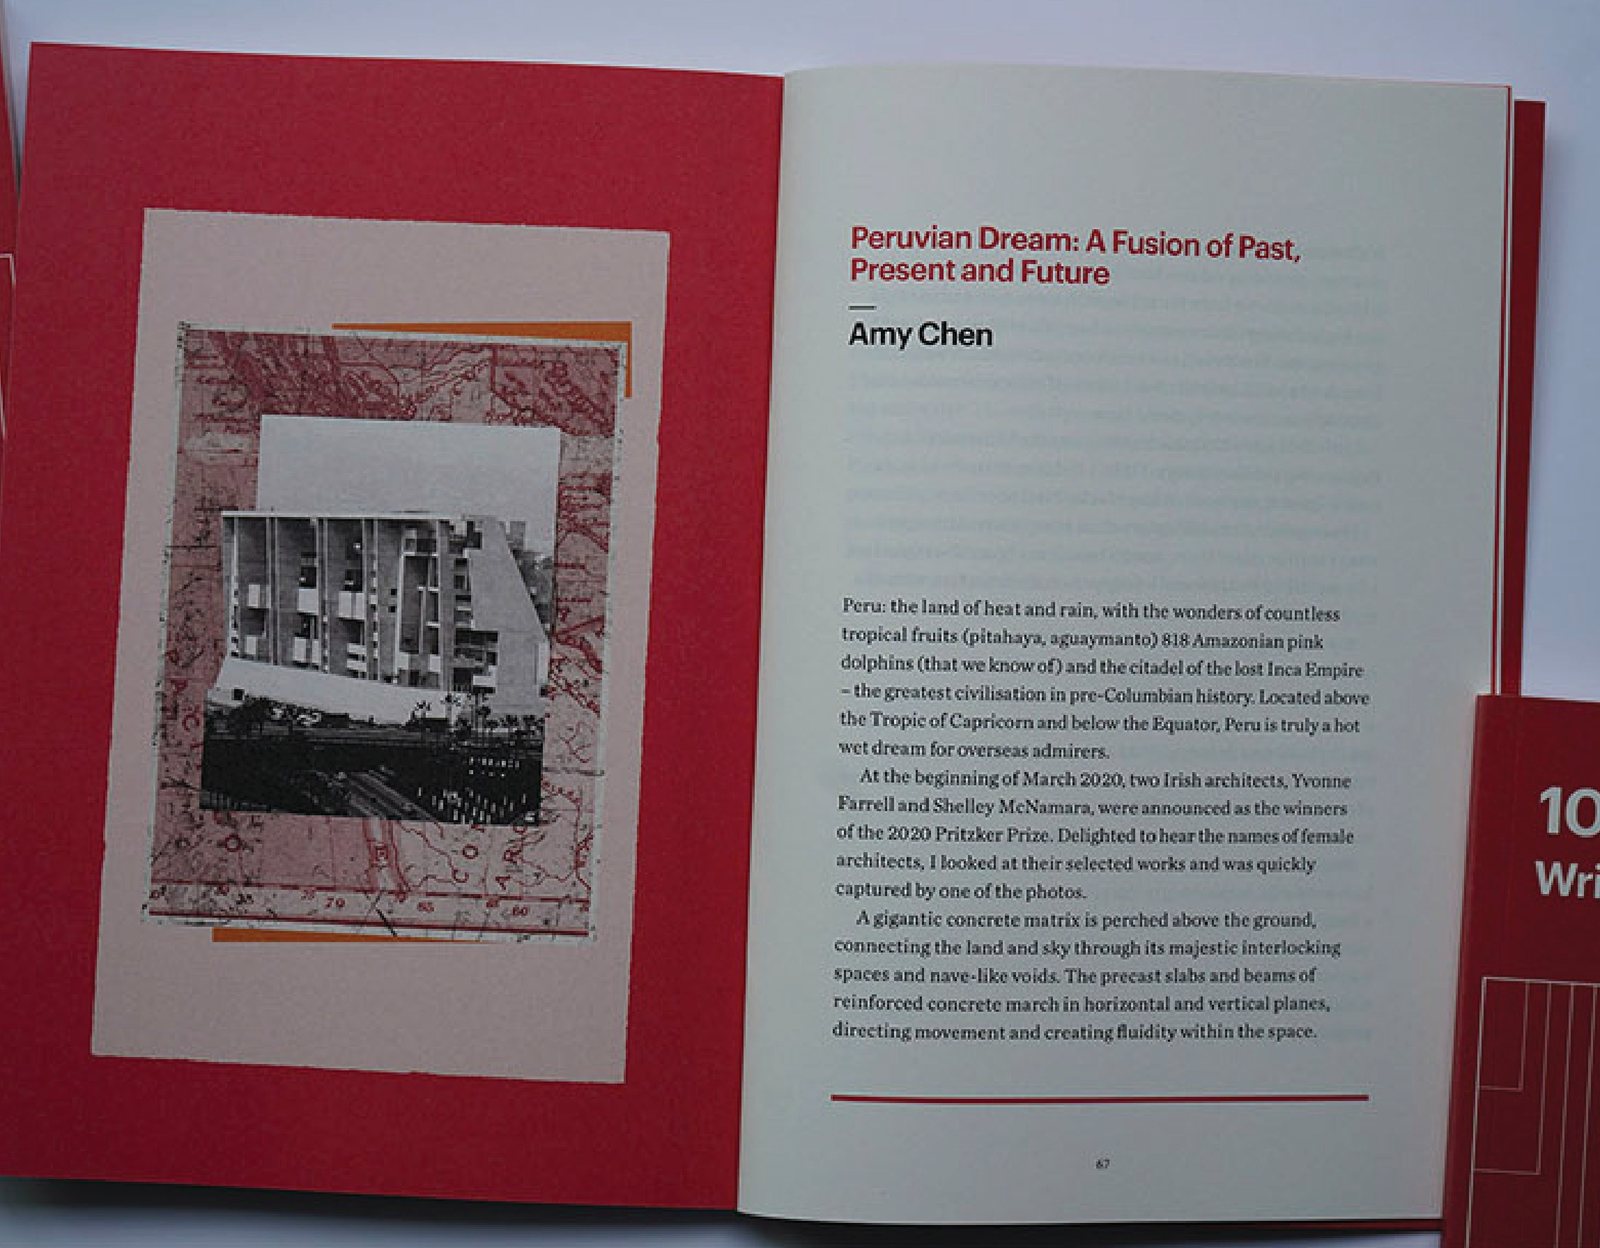 Peruvian Dream: A Fusion of Past,
Present and Future
—
Amy Chen
Peru: the land of heat and rain, with the wonders of countless
tropical fruits (pitahaya, aguaymanto) 818 Amazonian pink
dolphins (that we know of) and the citadel of the lost Inca Empire
– the greatest civilisation in pre-Columbian history. Located above
the Tropic of Capricorn and below the Equator, Peru is truly a hot
wet dream for overseas admirers.
At the beginning of March 2020, two Irish architects, Yvonne
Farrell and Shelley McNamara, were announced as the winners
of the 2020 Pritzker Prize. Delighted to hear the names of female
architects, I looked at their selected works and was quickly
captured by one of the photos.
A gigantic concrete matrix is perched above the ground,
connecting the land and sky through its majestic interlocking
spaces and nave-like voids. The precast slabs and beams of
reinforced concrete march in horizontal and vertical planes,
directing movement and creating fluidity within the space.
67
10
Wri